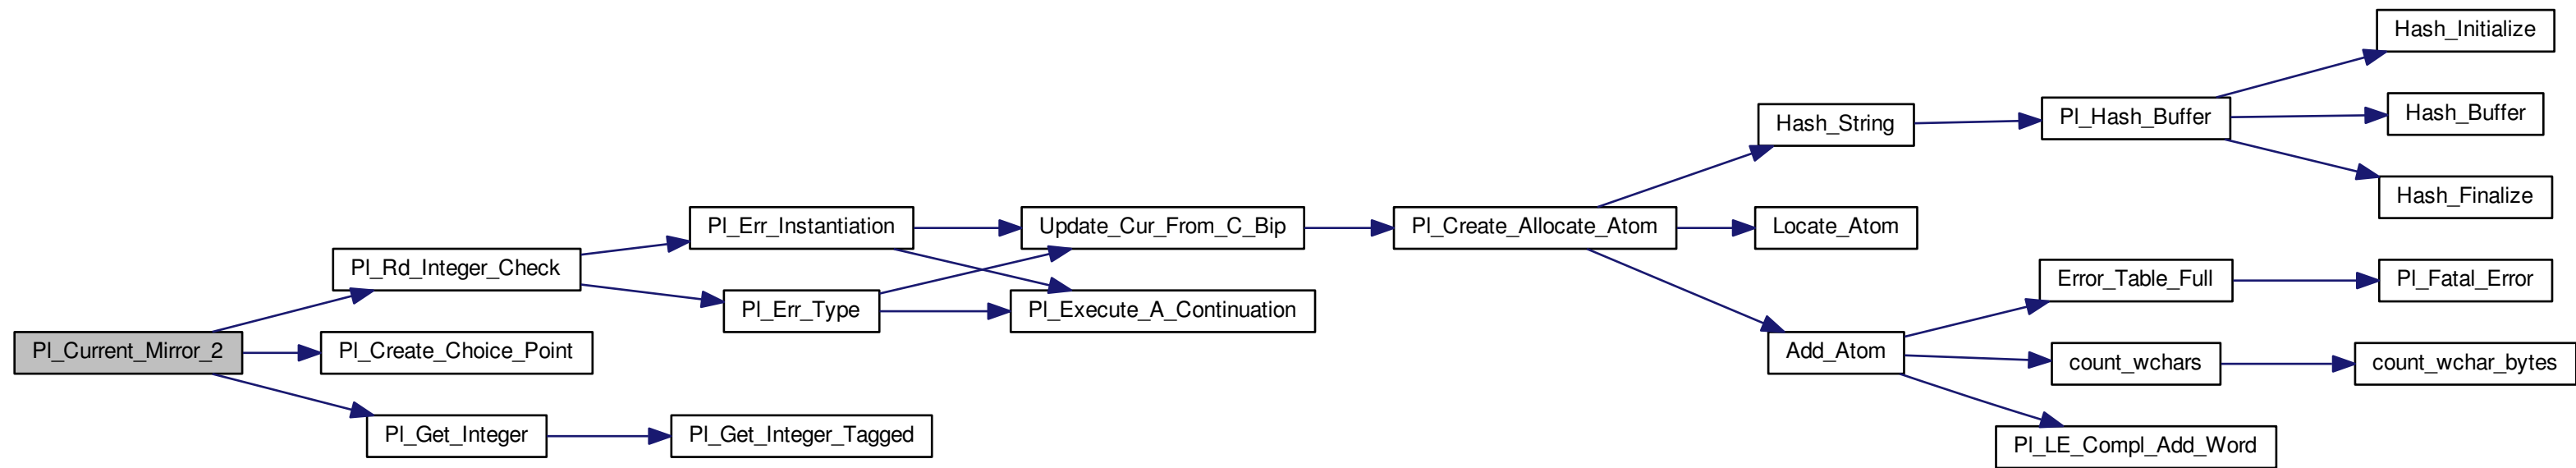 Pl_Current_Mirror_2
Pl_Rd_Integer_Check
Pl_Create_Choice_Point
Pl_Get_Integer
Pl_Err_Instantiation
Pl_Err_Type
Pl_Get_Integer_Tagged
Update_Cur_From_C_Bip
Pl_Execute_A_Continuation
Pl_Create_Allocate_Atom
Hash_String
Locate_Atom
Add_Atom
Pl_Hash_Buffer
Error_Table_Full
count_wchars
Pl_LE_Compl_Add_Word
Hash_Initialize
Hash_Buffer
Hash_Finalize
Pl_Fatal_Error
count_wchar_bytes